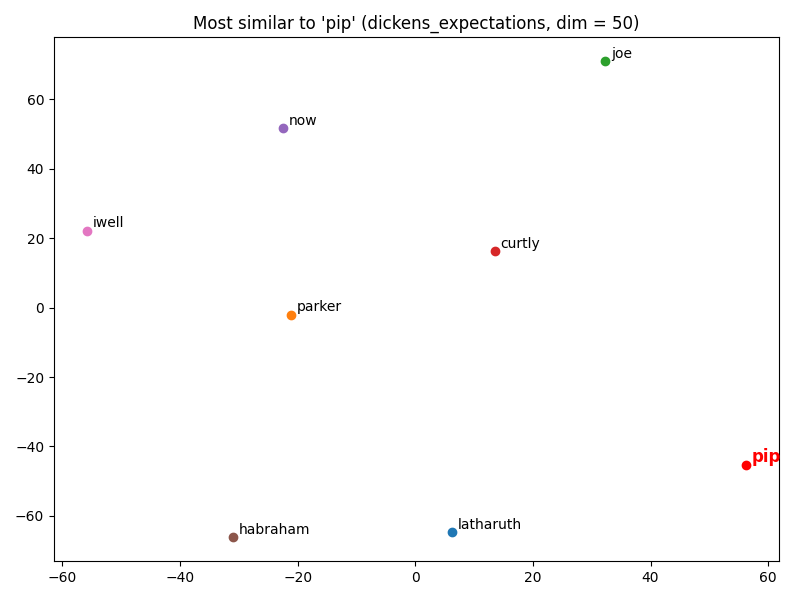 Most similar to 'pip' (dickens_expectations, dim = 50)
joe
now
iwell
curtly
parker
pip
habraham
latharuth
60
40
20
0
−20
−40
−60
−60 −40 −20 0 20 40 60